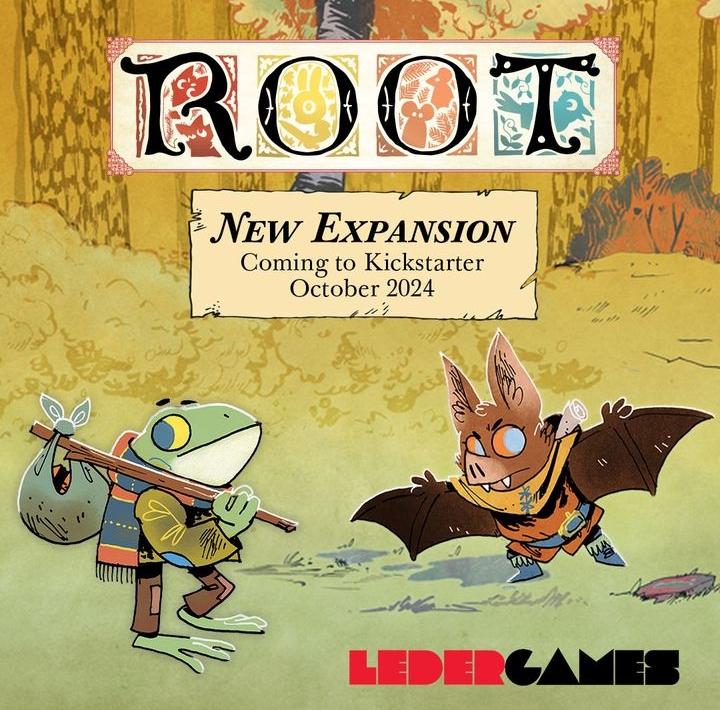 ROOT
NEW EXPANSION
Coming to Kickstarter
October 2024
LEDERGAMES